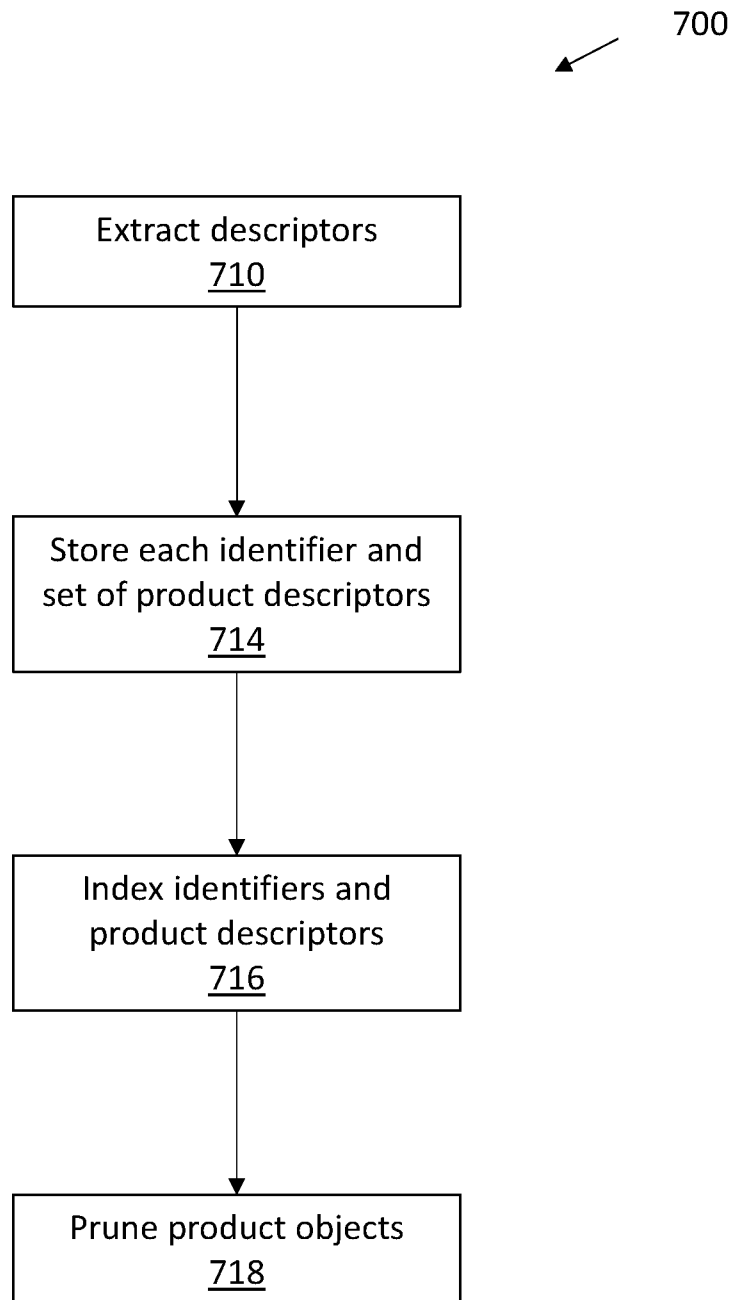 700
Extract descriptors
710
Store each identifier and
set of product descriptors
714
Index identifiers and
product descriptors
716
Prune product objects
718